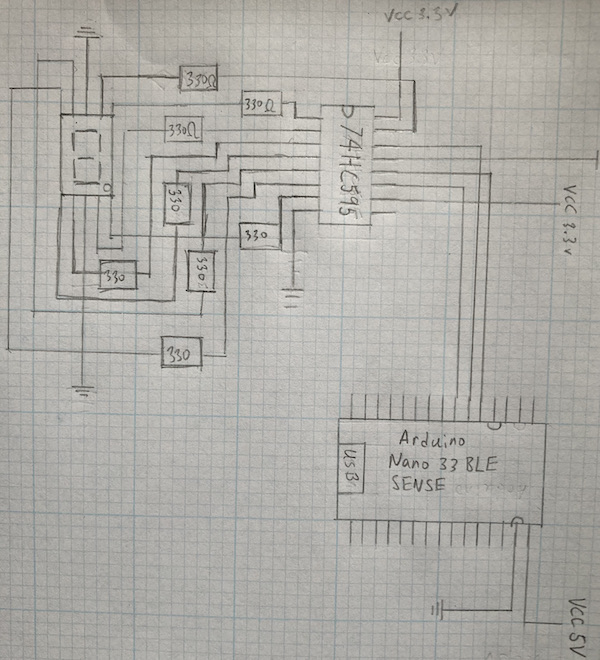 VCC 3.3V
330Ω
330Ω
330Ω
74HC595
330
VCC 3.3V
330
330
330
330
Arduino
Nano 33 BLE
SENSE
USB
VCC 5V